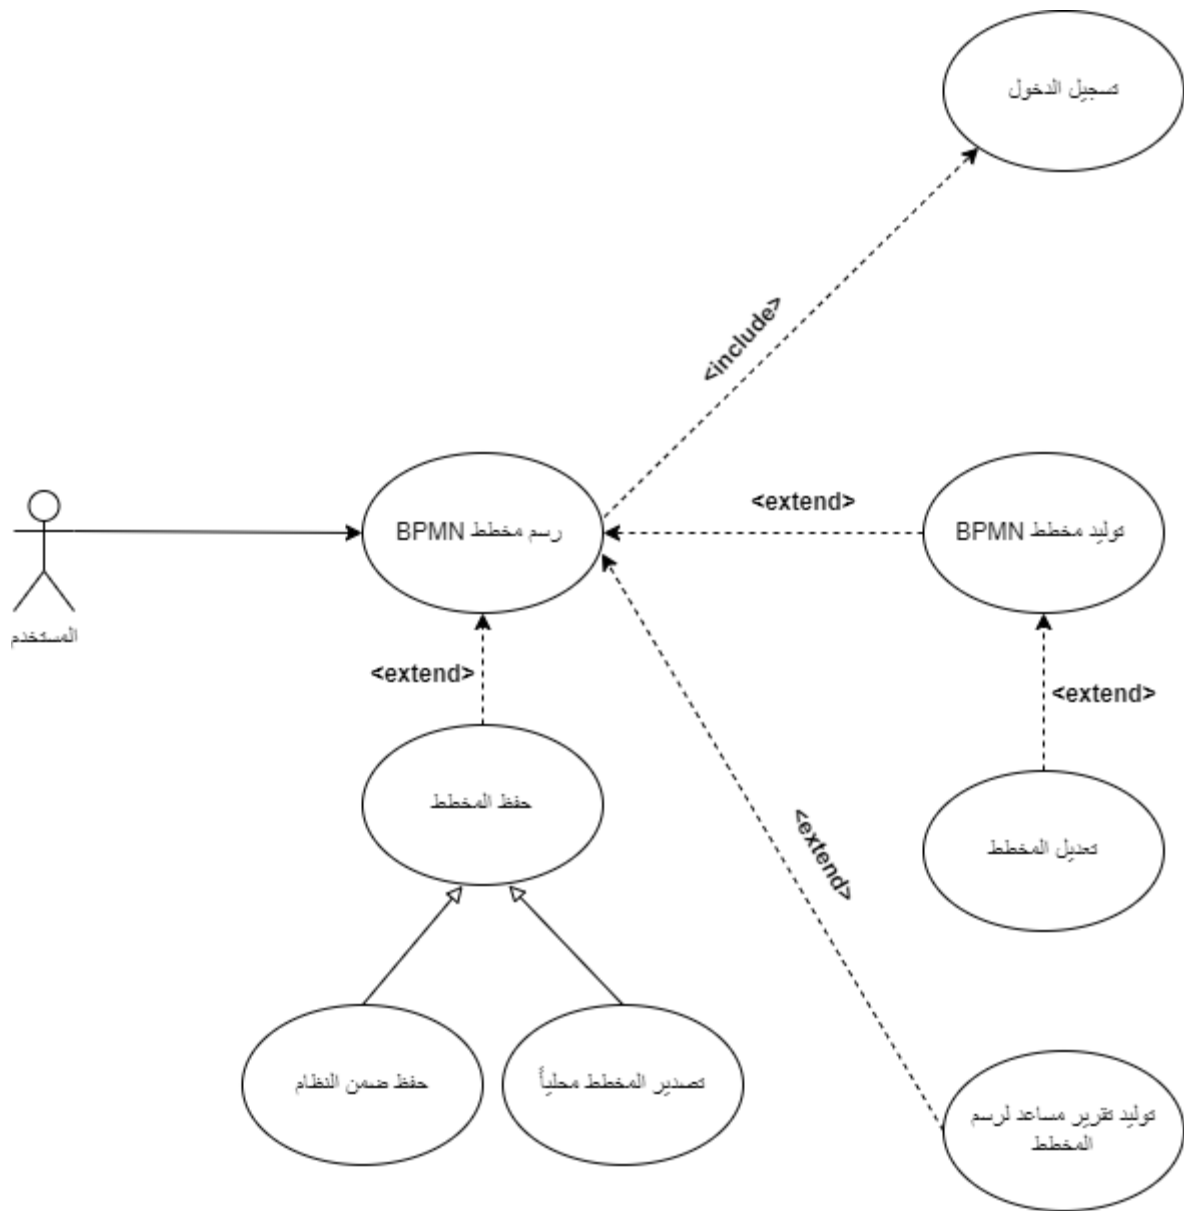 تسجيل الدخول
<include>
<extend>
رسم مخطط BPMN
توليد مخطط BPMN
المستخدم
<extend>
<extend>
حفظ المخطط
<extend>
تعديل المخطط
حفظ ضمن النظام
تصدير المخطط محلياً
توليد تقرير مساعد لرسم
المخطط